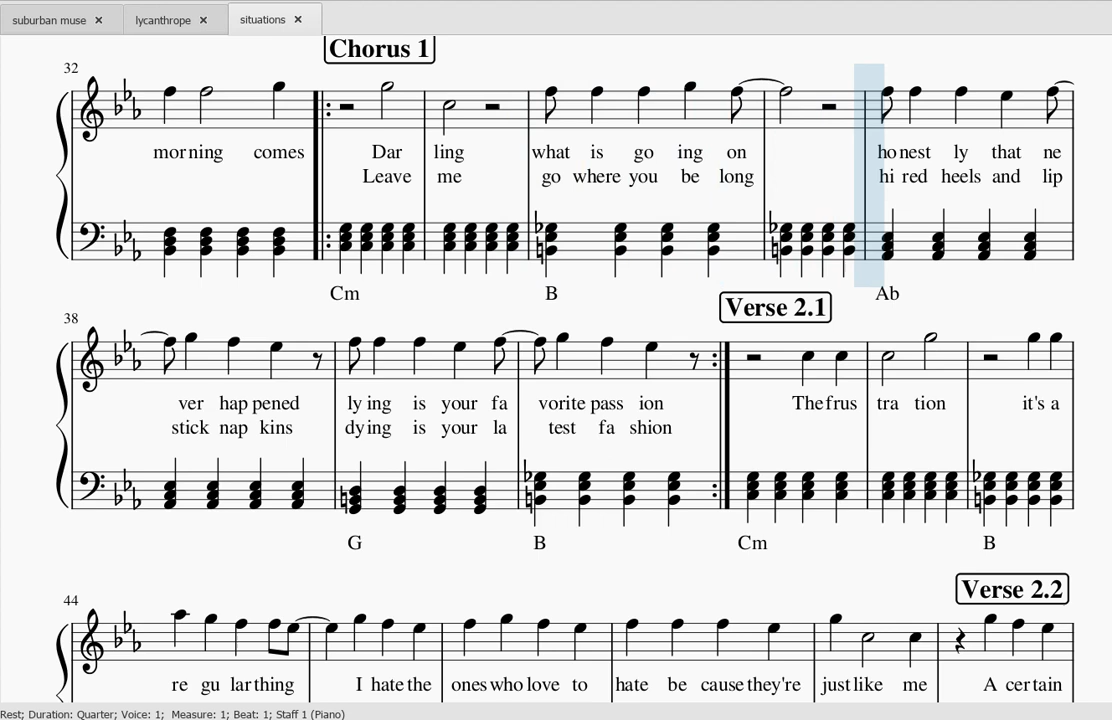 suburban muse × lycanthrope × situations ×
Chorus 1
32
mor ning comes Dar ling what is go ing on ho nest ly that ne
Leave me go where you be long hi red heels and lip
Cm B Ab
Verse 2.1
38
ver hap pened ly ing is your fa vorite pass ion The frus tra tion it's a
stick nap kins dy ing is your la test fa shion
G B Cm B
Verse 2.2
44
re gu lar thing I hate the ones who love to hate be cause they're just like me A cer tain
Rest; Duration: Quarter; Voice: 1; Measure: 1; Beat: 1; Staff 1 (Piano)